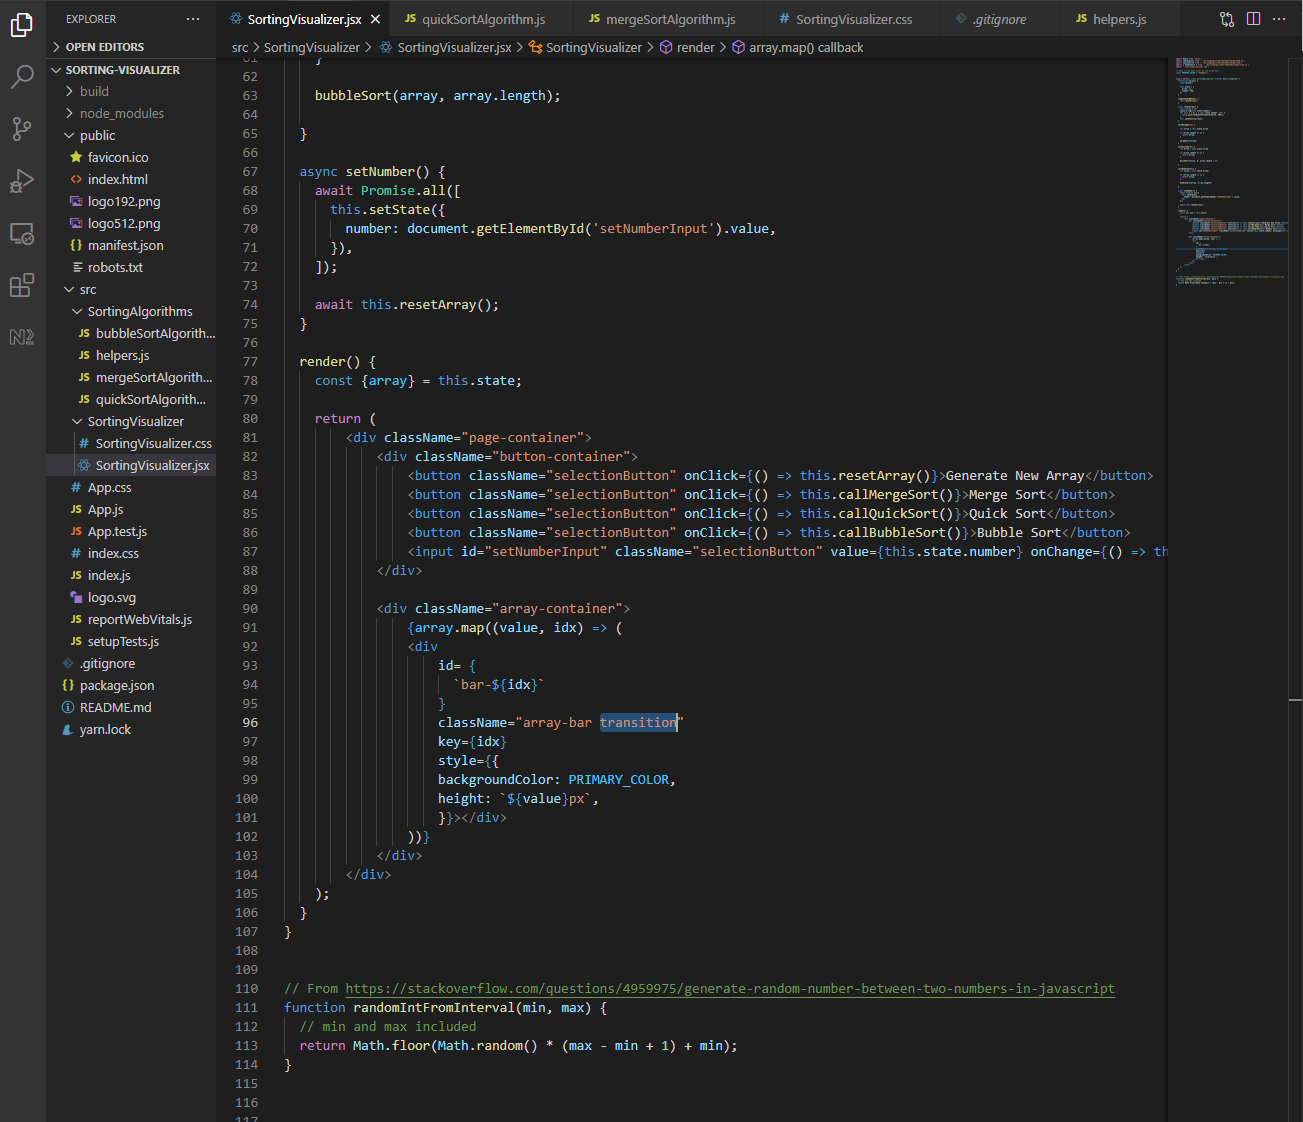 EXPLORER
OPEN EDITORS
SORTING-VISUALIZER
build
node_modules
public
favicon.ico
index.html
logo192.png
logo512.png
manifest.json
robots.txt
src
SortingAlgorithms
JS bubbleSortAlgorith...
JS helpers.js
JS mergeSortAlgorith...
JS quickSortAlgorith...
SortingVisualizer
# SortingVisualizer.css
SortingVisualizer.jsx
# App.css
JS App.js
JS App.test.js
# index.css
JS index.js
logo.svg
JS reportWebVitals.js
JS setupTests.js
.gitignore
{} package.json
README.md
yarn.lock
SortingVisualizer.jsx
JS quickSortAlgorithm.js
JS mergeSortAlgorithm.js
# SortingVisualizer.css
.gitignore
JS helpers.js
src > SortingVisualizer > SortingVisualizer.jsx > SortingVisualizer > render > array.map() callback
61 }
62
63 bubbleSort(array, array.length);
64
65 }
66
67 async setNumber() {
68 await Promise.all([
69 this.setState({
70 number: document.getElementById('setNumberInput').value,
71 }),
72 ]);
73
74 await this.resetArray();
75 }
76
77 render() {
78 const {array} = this.state;
79
80 return (
81 <div className="page-container">
82 <div className="button-container">
83 <button className="selectionButton" onClick={() => this.resetArray()}>Generate New Array</button>
84 <button className="selectionButton" onClick={() => this.callMergeSort()}>Merge Sort</button>
85 <button className="selectionButton" onClick={() => this.callQuickSort()}>Quick Sort</button>
86 <button className="selectionButton" onClick={() => this.callBubbleSort()}>Bubble Sort</button>
87 <input id="setNumberInput" className="selectionButton" value={this.state.number} onChange={() => th
88 </div>
89
90 <div className="array-container">
91 {array.map((value, idx) => (
92 <div
93 id= {
94 `bar-${idx}`
95 }
96 className="array-bar transition"
97 key={idx}
98 style={{
99 backgroundColor: PRIMARY_COLOR,
100 height: `${value}px`,
101 }}></div>
102 ))}
103 </div>
104 </div>
105 );
106 }
107 }
108
109
110 // From https://stackoverflow.com/questions/4959975/generate-random-number-between-two-numbers-in-javascript
111 function randomIntFromInterval(min, max) {
112 // min and max included
113 return Math.floor(Math.random() * (max - min + 1) + min);
114 }
115
116
117